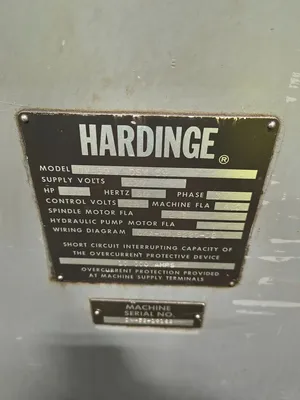 HARDINGE®
MODEL
SUPPLY VOLTS
HP HERTZ PHASE
CONTROL VOLTS MACHINE FLA
SPINDLE MOTOR FLA
HYDRAULIC PUMP MOTOR FLA
WIRING DIAGRAM
SHORT CIRCUIT INTERRUPTING CAPACITY OF
THE OVERCURRENT PROTECTIVE DEVICE
OVERCURRENT PROTECTION PROVIDED
AT MACHINE SUPPLY TERMINALS
MACHINE
SERIAL NO.